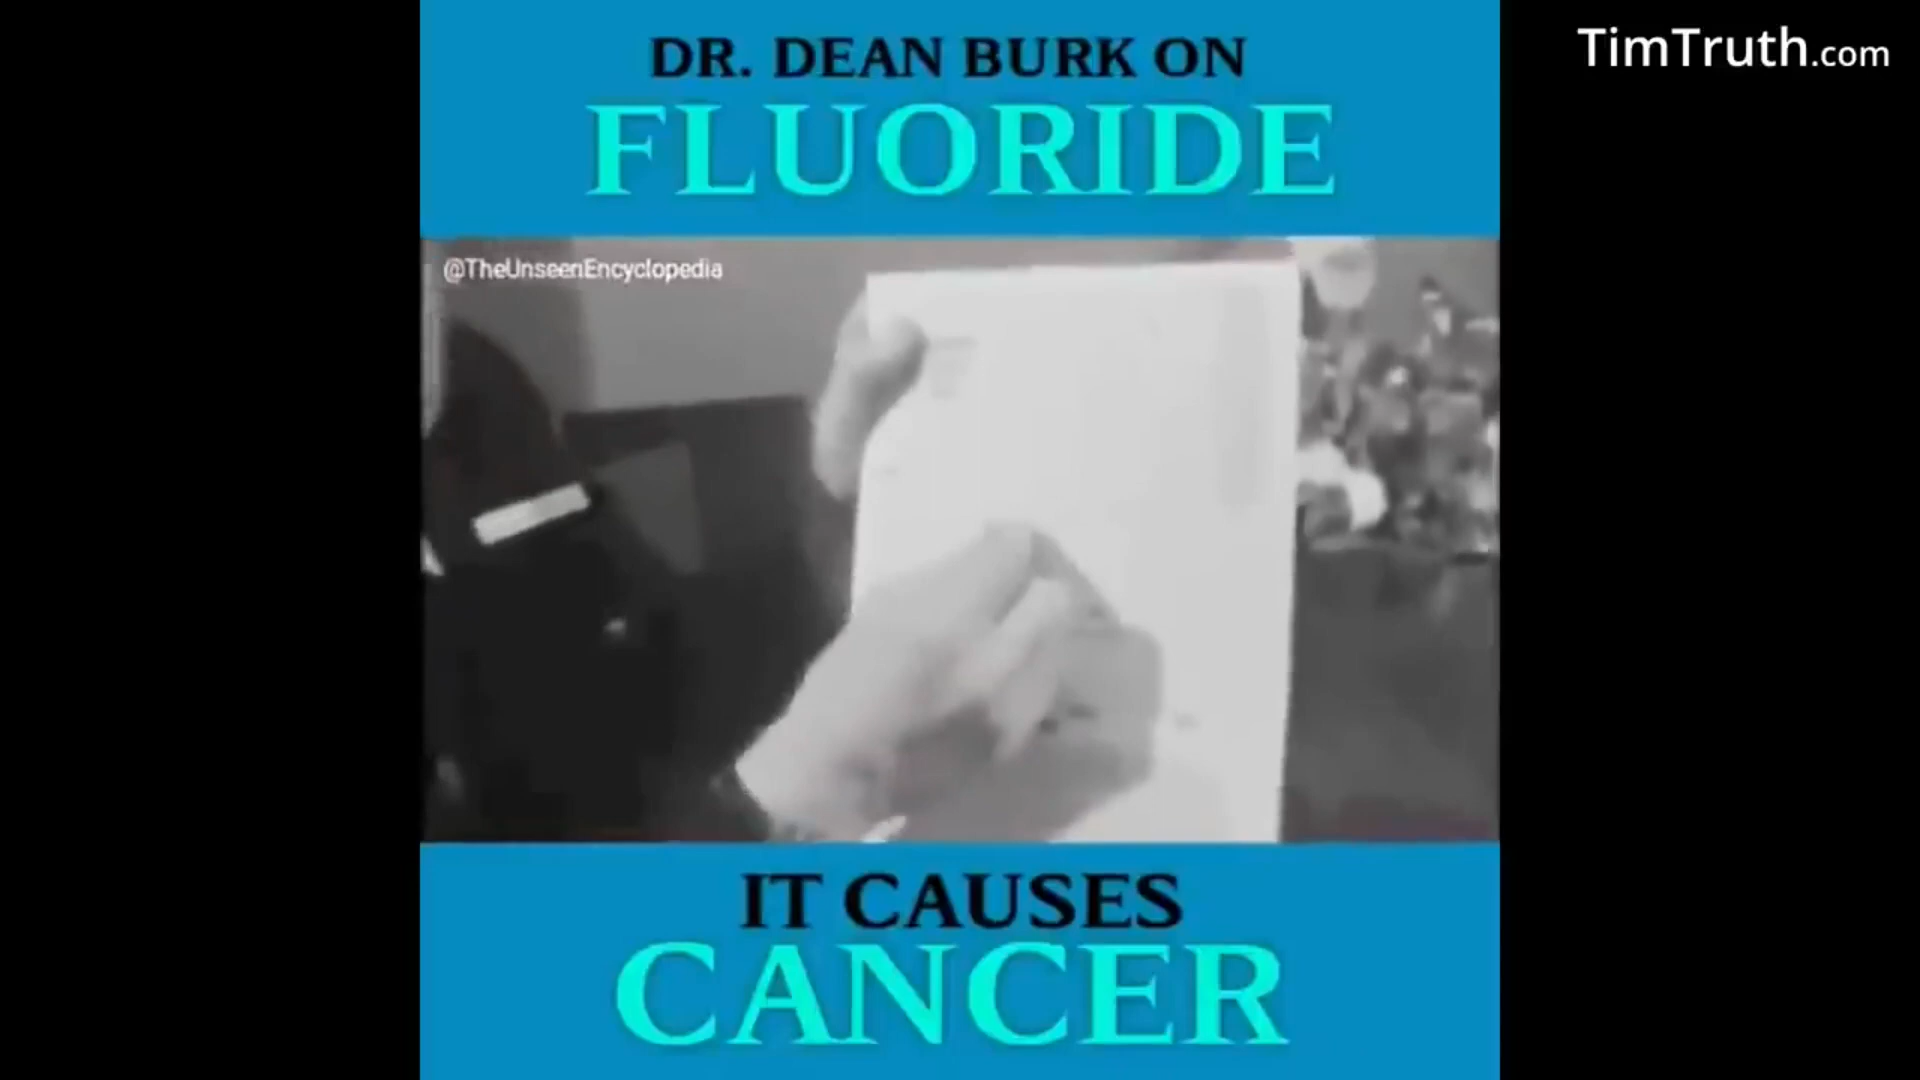 DR. DEAN BURK ON
FLUORIDE
TimTruth.com
@TheUnseenEncyclopedia
IT CAUSES
CANCER